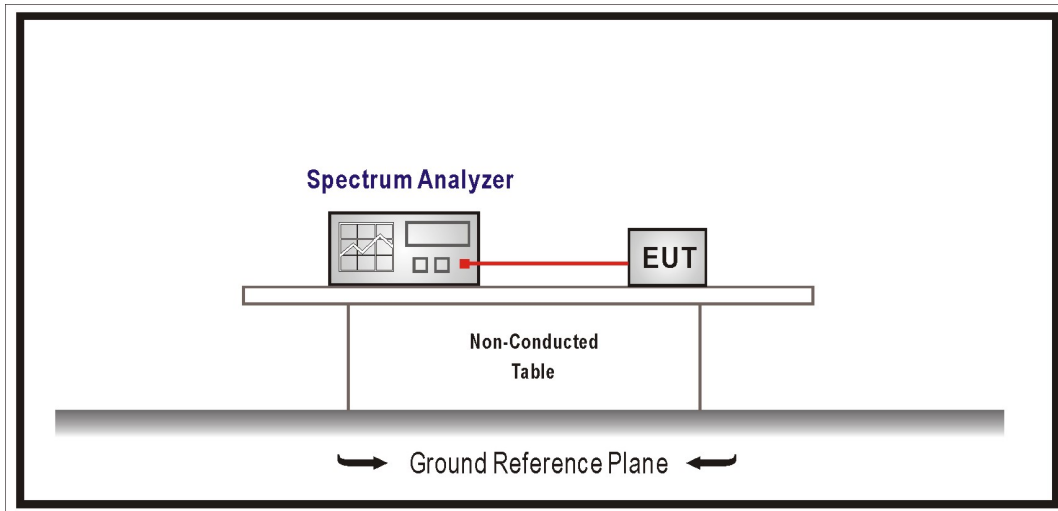 Spectrum Analyzer
EUT
Non-Conducted
Table
Ground Reference Plane